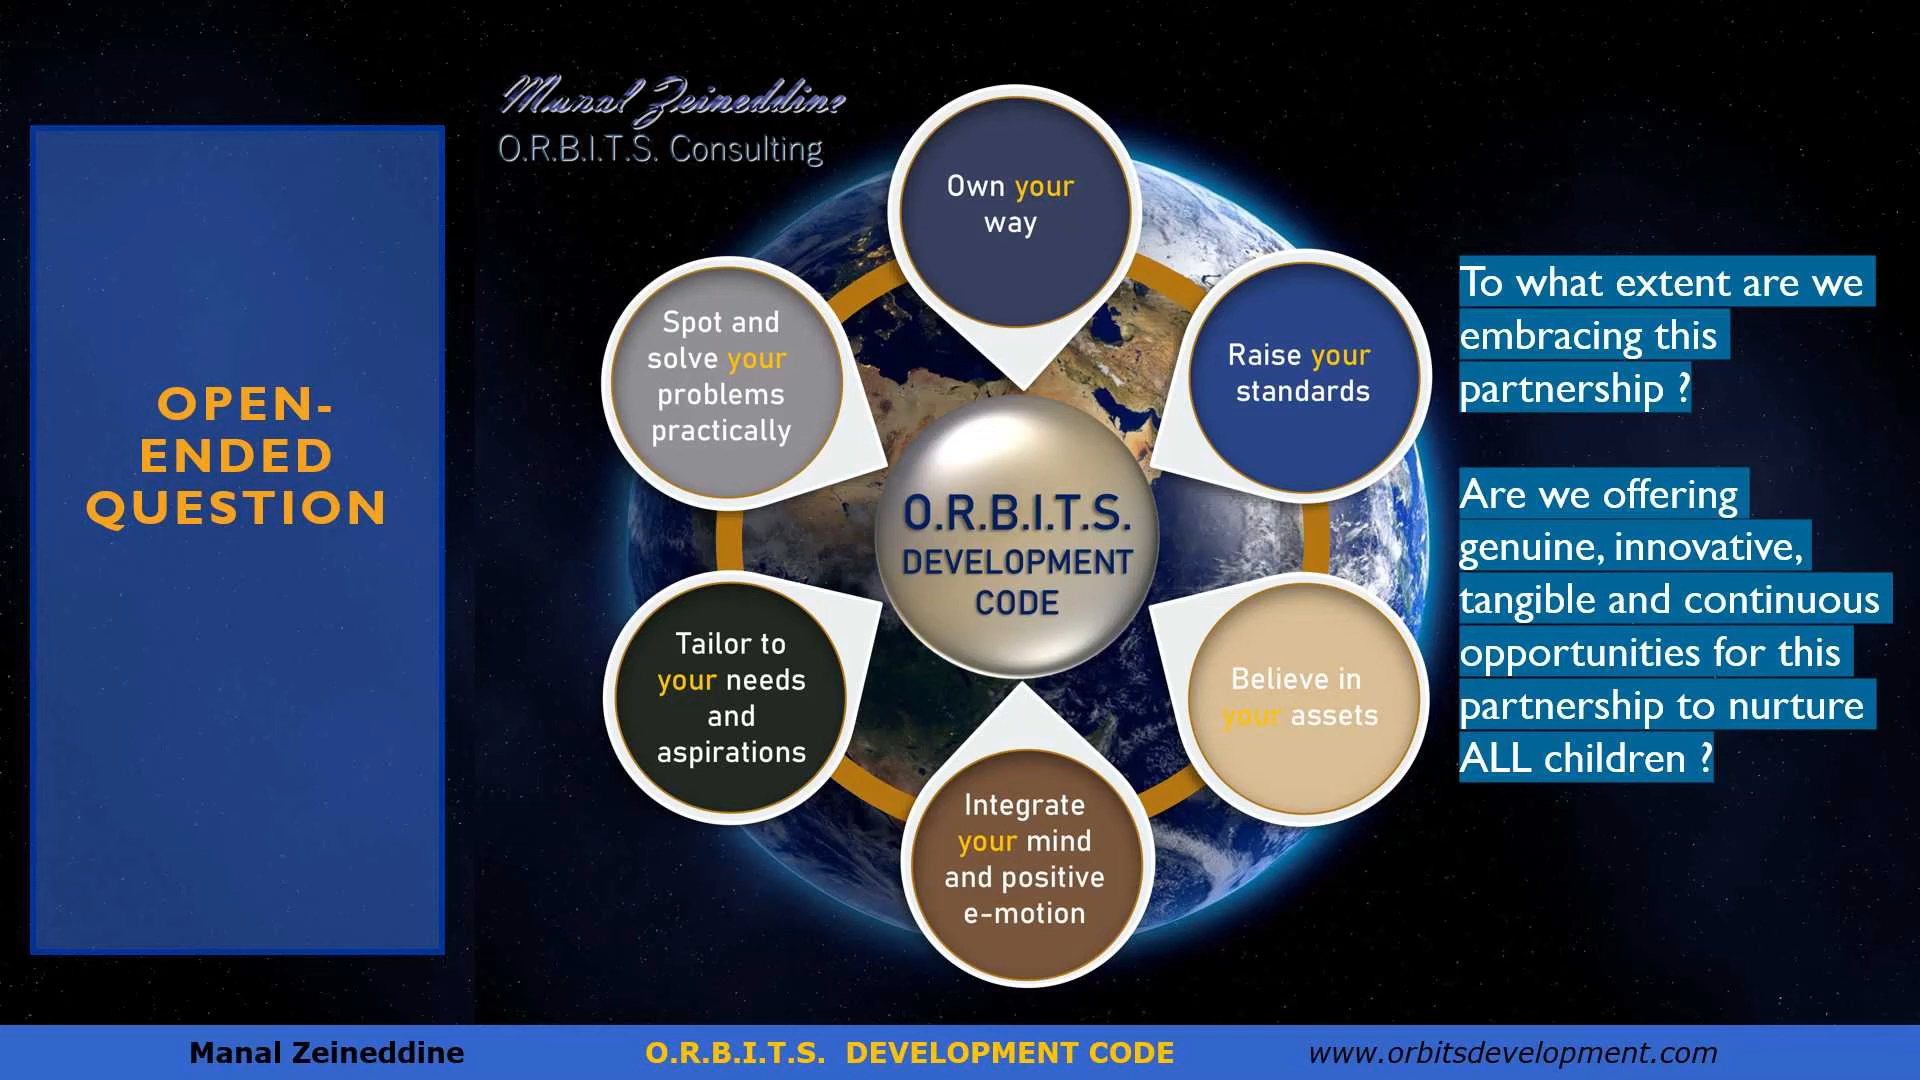 Manal Zeineddine
O.R.B.I.T.S. Consulting
OPEN-
ENDED
QUESTION
Own your
way
Raise your
standards
Believe in
your assets
Integrate
your mind
and positive
e-motion
Tailor to
your needs
and
aspirations
Spot and
solve your
problems
practically
O.R.B.I.T.S.
DEVELOPMENT
CODE
To what extent are we
embracing this
partnership ?
Are we offering
genuine, innovative,
tangible and continuous
opportunities for this
partnership to nurture
ALL children ?
Manal Zeineddine
O.R.B.I.T.S. DEVELOPMENT CODE
www.orbitsdevelopment.com